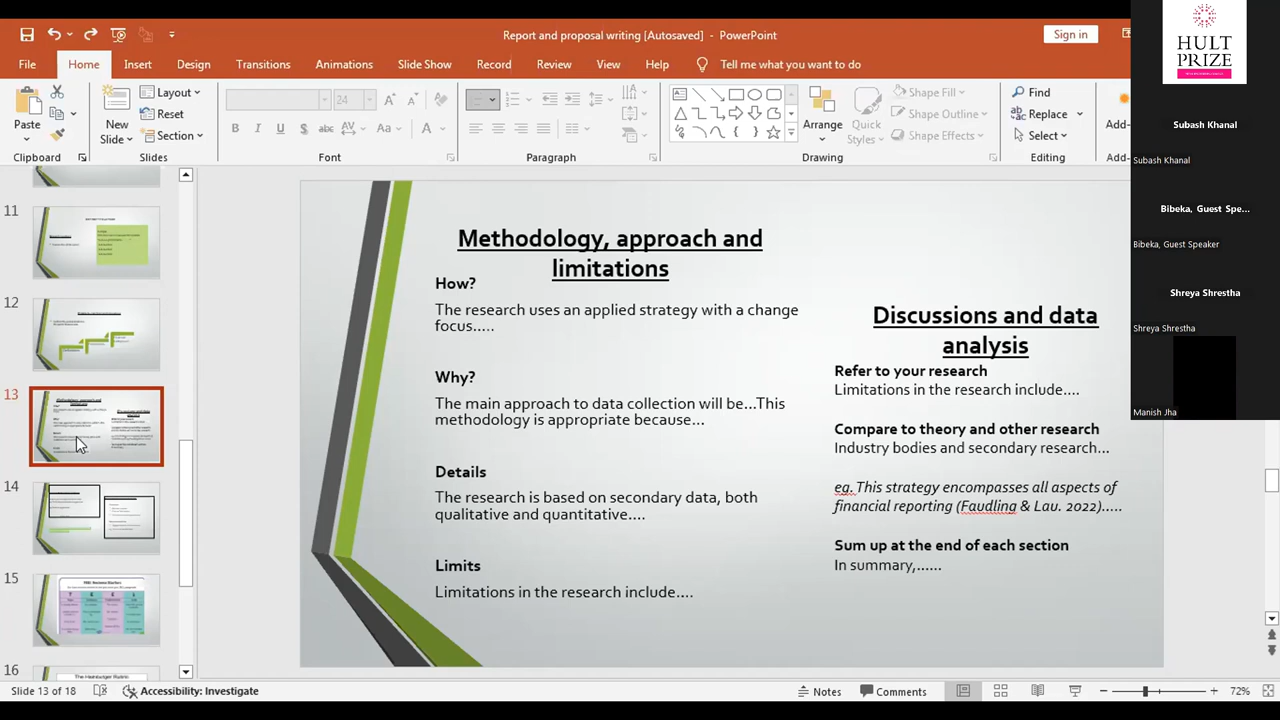 Report and proposal writing [Autosaved] - PowerPoint
Sign in
File Home Insert Design Transitions Animations Slide Show Record Review View Help Tell me what you want to do
Paste
New
Slide
Layout
Reset
Section
24
B I U S abc AV Aa A
Arrange
Quick
Styles
Shape Fill
Shape Outline
Shape Effects
Find
Replace
Select
Add-
Add-
Clipboard Slides Font Paragraph Drawing Editing
HULT
PRIZE
Subash Khanal
Subash Khanal
Bibeka, Guest Spe...
Bibeka, Guest Speaker
Shreya Shrestha
Shreya Shrestha
Manish Jha
11
12
13
14
15
16
The Hamburger Rubric
Methodology, approach and
limitations
How?
The research uses an applied strategy with a change
focus.....
Why?
The main approach to data collection will be...This
methodology is appropriate because...
Details
The research is based on secondary data, both
qualitative and quantitative....
Limits
Limitations in the research include....
Discussions and data
analysis
Refer to your research
Limitations in the research include....
Compare to theory and other research
Industry bodies and secondary research...
eg. This strategy encompasses all aspects of
financial reporting (Faudling & Lau. 2022).....
Sum up at the end of each section
In summary,......
Slide 13 of 18 Accessibility: Investigate Notes Comments 72%